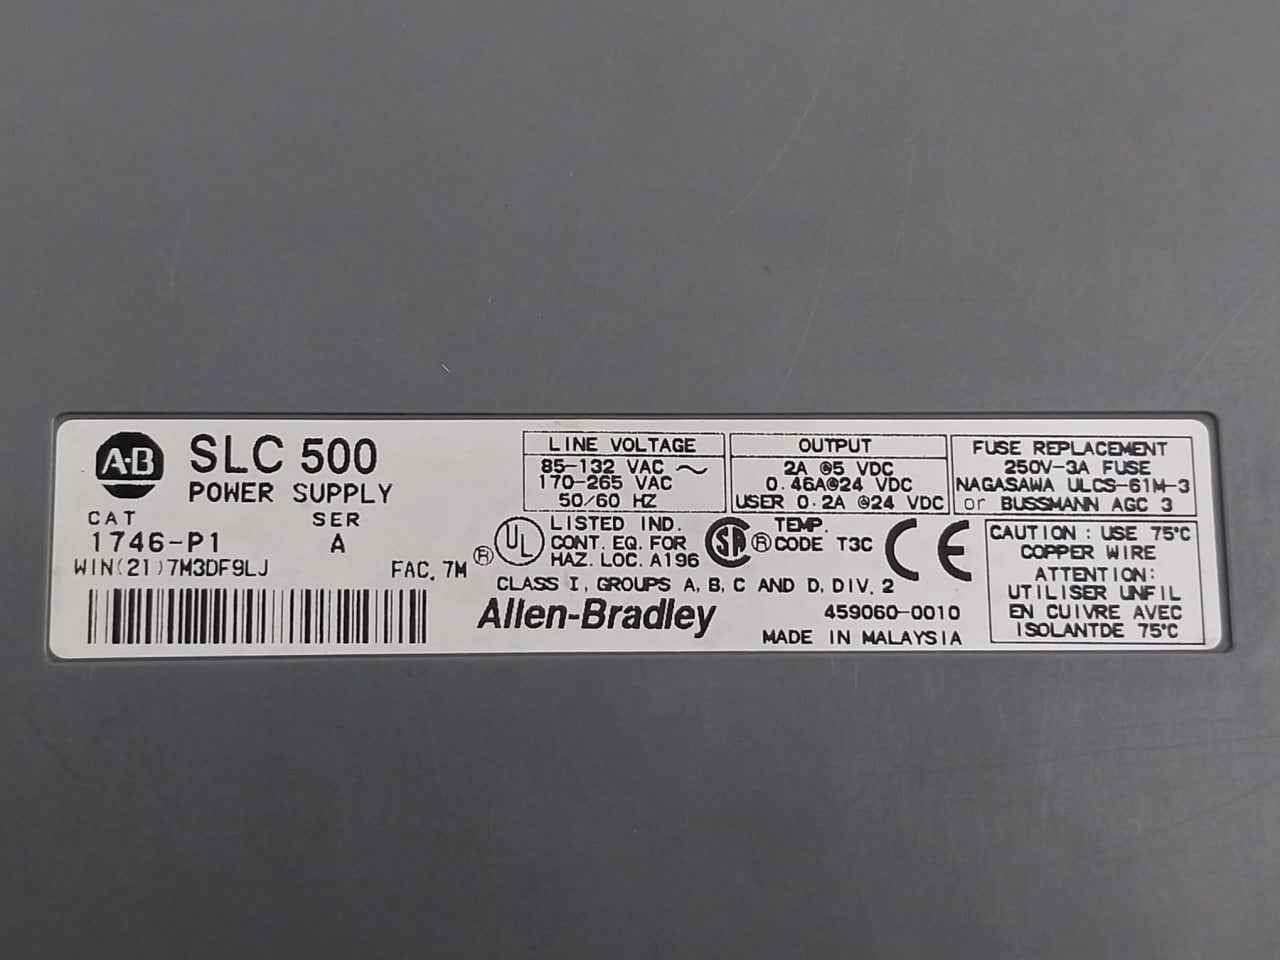 A-B SLC 500
POWER SUPPLY
CAT SER
1746-P1 A
WIN(21)7M3DF9LJ FAC. 7M
LINE VOLTAGE
85-132 VAC ~
170-265 VAC
50/60 HZ
OUTPUT
2A @5 VDC
0.46A@24 VDC
USER 0.2A @24 VDC
FUSE REPLACEMENT
250V-3A FUSE
NAGASAWA ULCS-61M-3
or BUSSMANN AGC 3
UL ® LISTED IND.
CONT. EQ. FOR
HAZ. LOC. A196
SA ® TEMP.
CODE T3C
CE
CLASS I, GROUPS A, B, C AND D, DIV. 2
Allen-Bradley
459060-0010
MADE IN MALAYSIA
CAUTION : USE 75°C
COPPER WIRE
ATTENTION:
UTILISER UNFIL
EN CUIVRE AVEC
ISOLANTDE 75°C